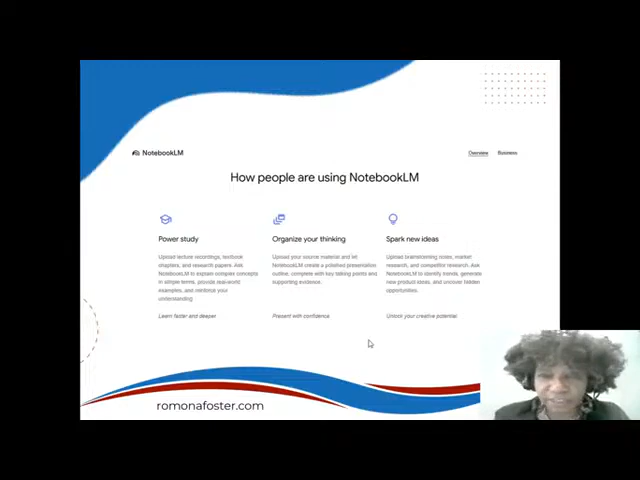 NotebookLM
Overview Business
How people are using NotebookLM
Power study
Upload lecture recordings, textbook
chapters, and research papers. Ask
NotebookLM to explain complex concepts
in simple terms, provide real-world
examples, and reinforce your
understanding.
Learn faster and deeper.
Organize your thinking
Upload your source material and let
NotebookLM create a polished presentation
outline, complete with key talking points and
supporting evidence.
Present with confidence.
Spark new ideas
Upload brainstorming notes, market
research, and competitor research. Ask
NotebookLM to identify trends, generate
new product ideas, and uncover hidden
opportunities.
Unlock your creative potential.
romonafoster.com